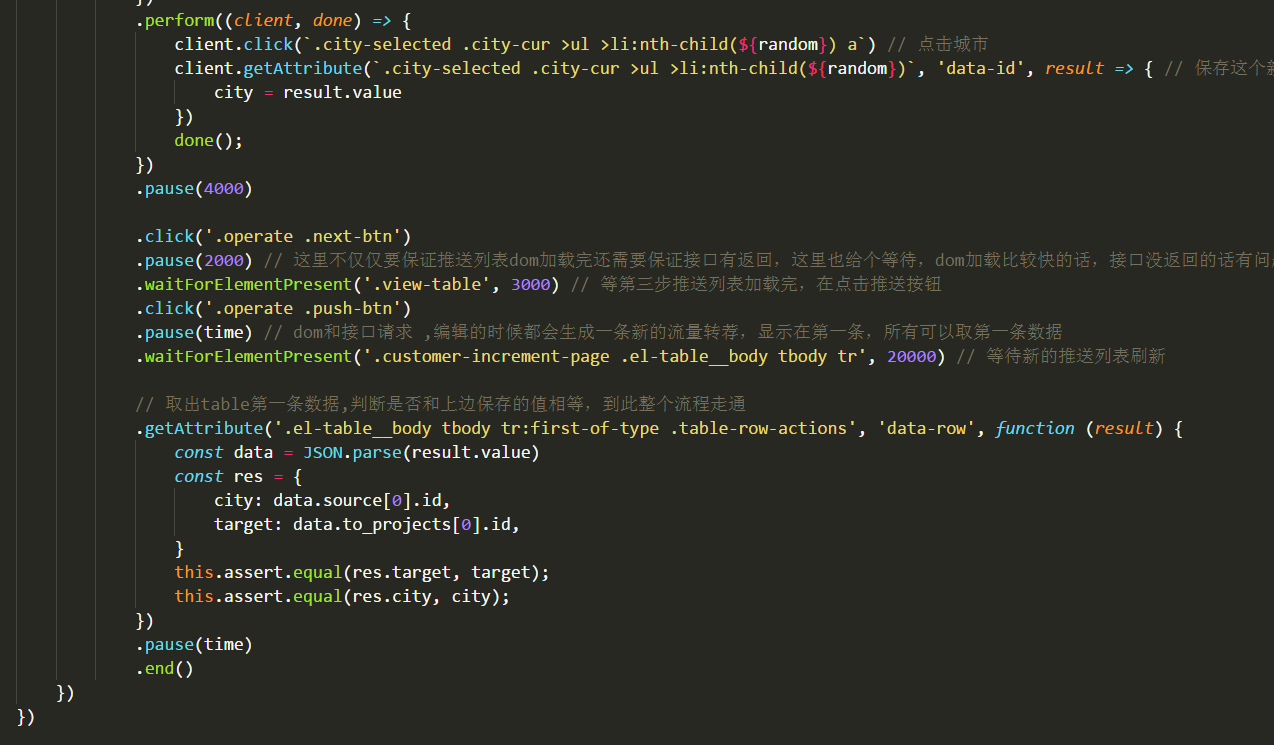 })
.perform((client, done) => {
client.click(`.city-selected .city-cur >ul >li:nth-child(${random}) a`) // 点击城市
client.getAttribute(`.city-selected .city-cur >ul >li:nth-child(${random})`, 'data-id', result => { // 保存这个
city = result.value
})
done();
})
.pause(4000)
.click('.operate .next-btn')
.pause(2000) // 这里不仅仅要保证推送列表dom加载完还需要保证接口有返回，这里也给个等待，dom加载比较快的话，接口没返回的话有问
.waitForElementPresent('.view-table', 3000) // 等第三步推送列表加载完，在点击推送按钮
.click('.operate .push-btn')
.pause(time) // dom和接口请求 ,编辑的时候都会生成一条新的流量转荐，显示在第一条，所有可以取第一条数据
.waitForElementPresent('.customer-increment-page .el-table__body tbody tr', 20000) // 等待新的推送列表刷新
// 取出table第一条数据,判断是否和上边保存的值相等，到此整个流程走通
.getAttribute('.el-table__body tbody tr:first-of-type .table-row-actions', 'data-row', function (result) {
const data = JSON.parse(result.value)
const res = {
city: data.source[0].id,
target: data.to_projects[0].id,
}
this.assert.equal(res.target, target);
this.assert.equal(res.city, city);
})
.pause(time)
.end()
})
})